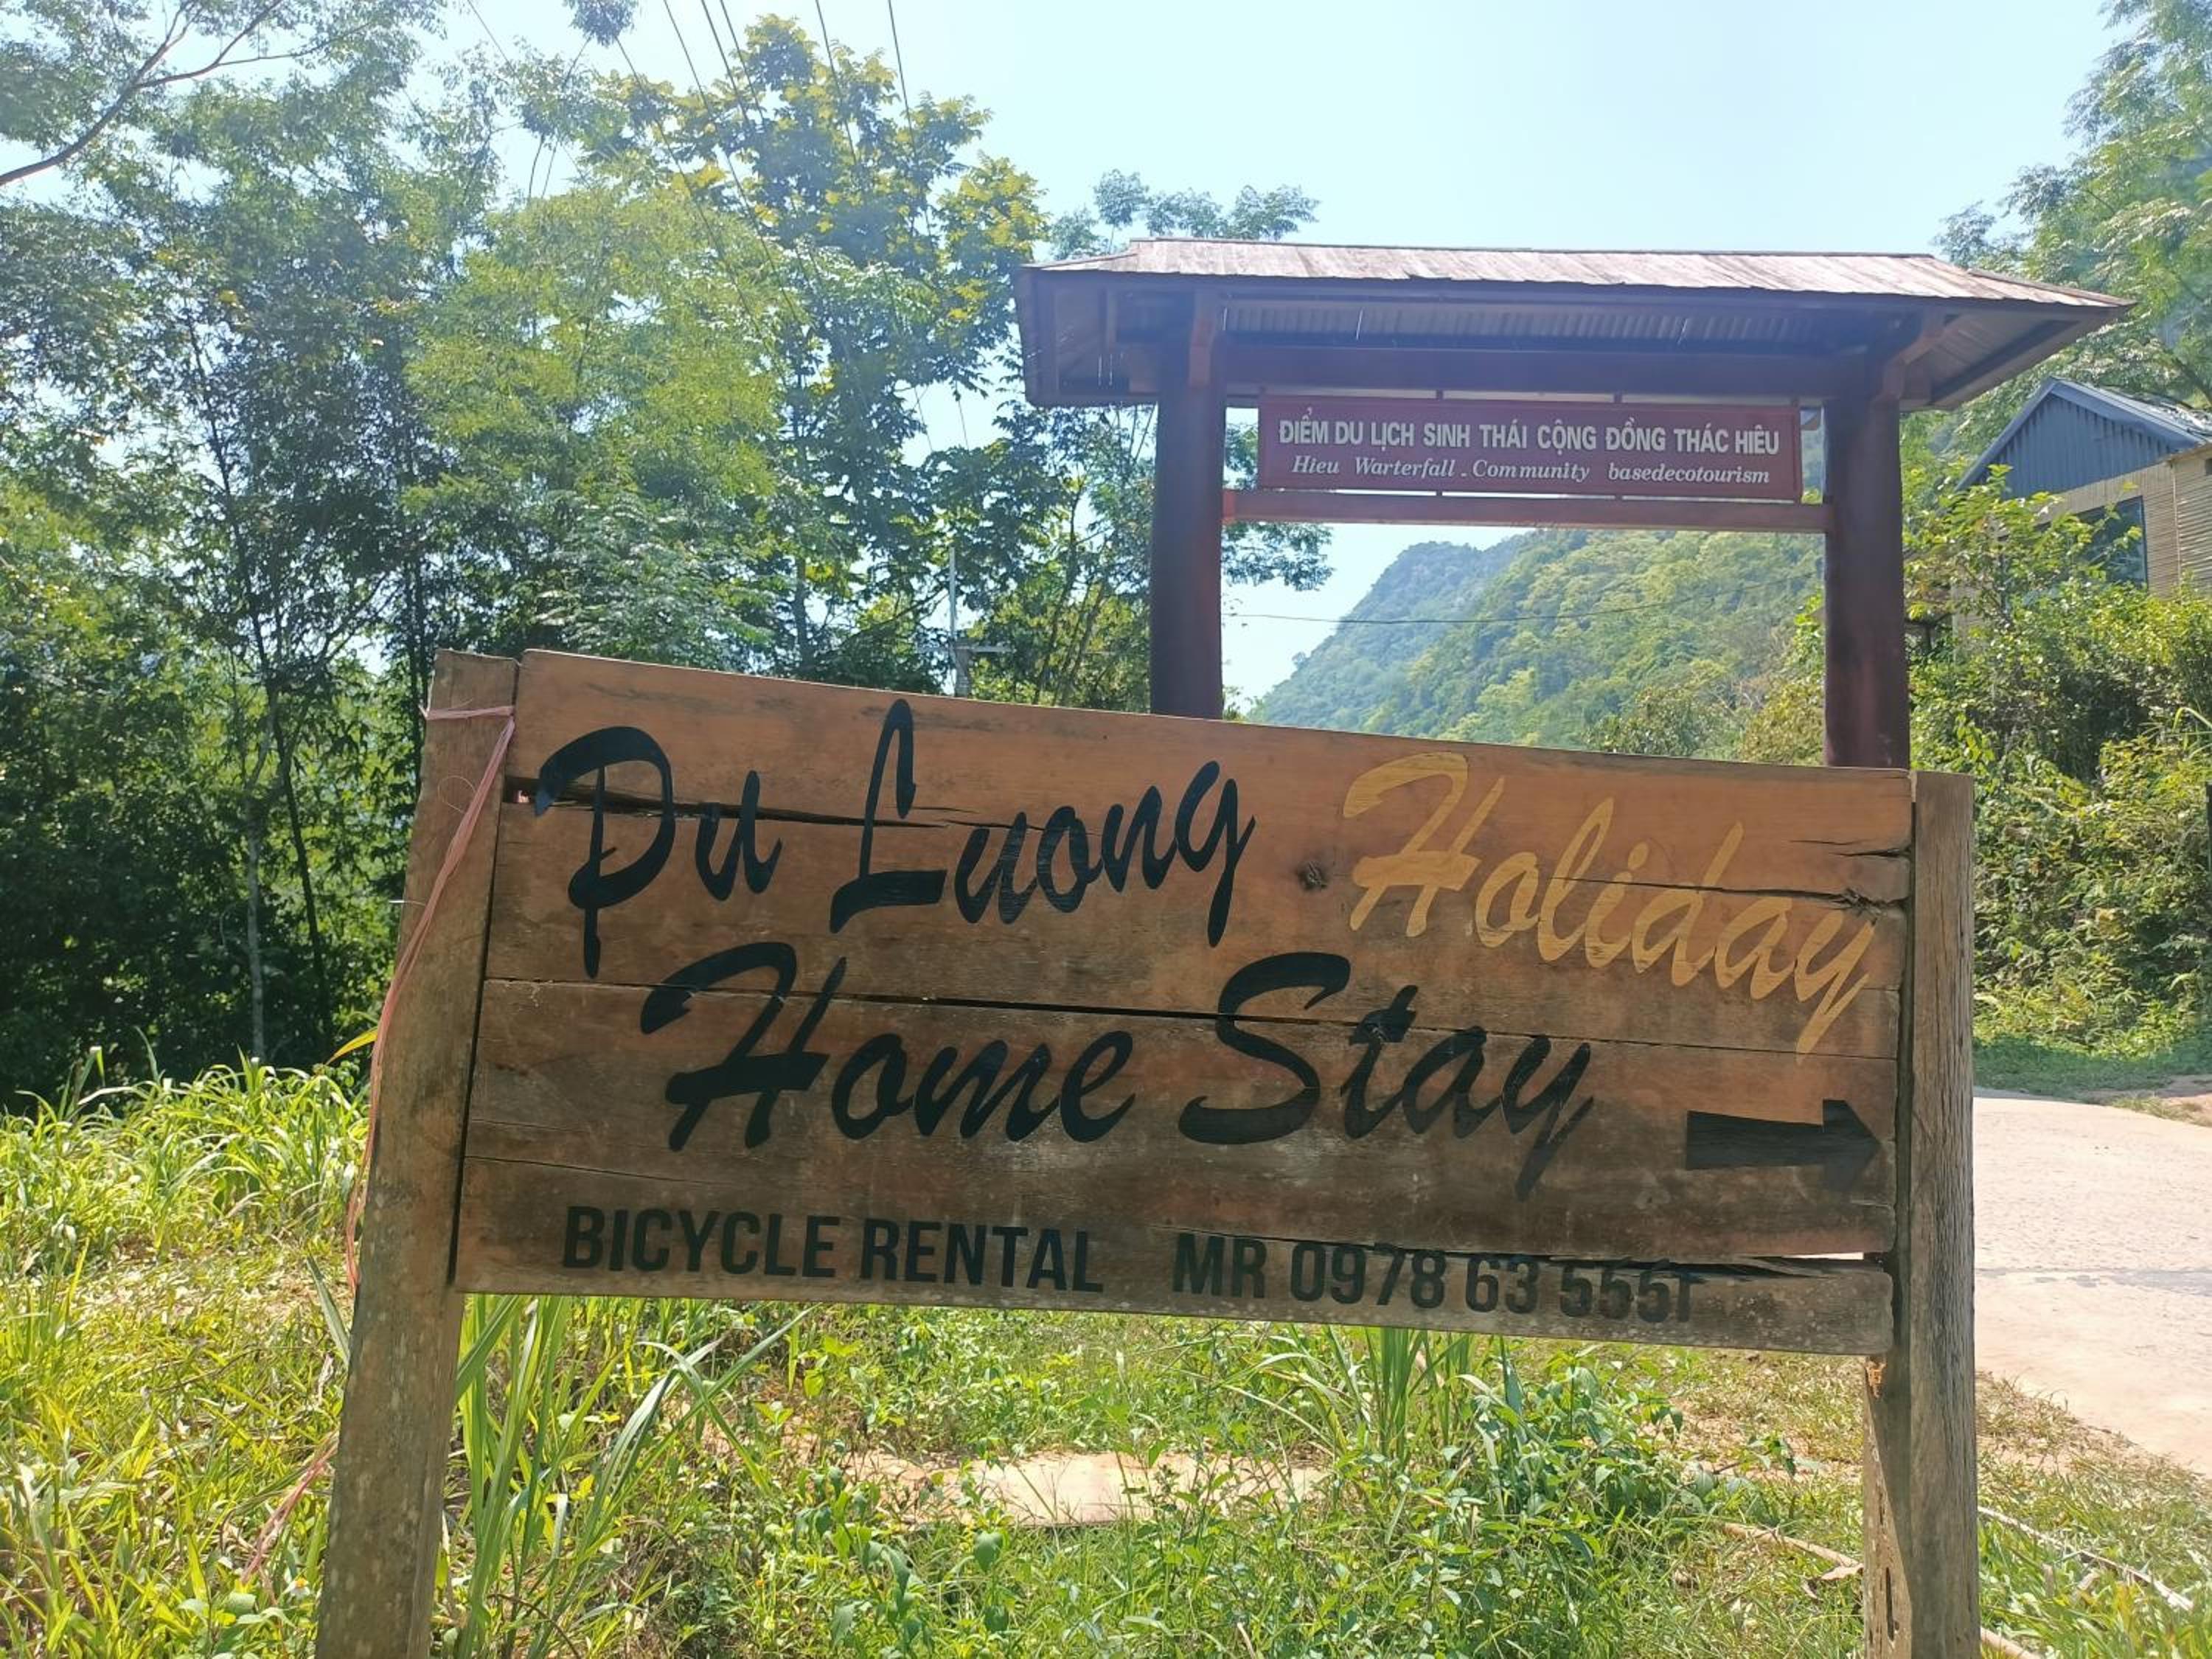 ĐIỂM DU LỊCH SINH THÁI CỘNG ĐỒNG THÁC HIÊU
Hieu Warterfall . Community basedecotourism
Pu Luong Holiday
Home Stay
BICYCLE RENTAL MR 0978 63 555